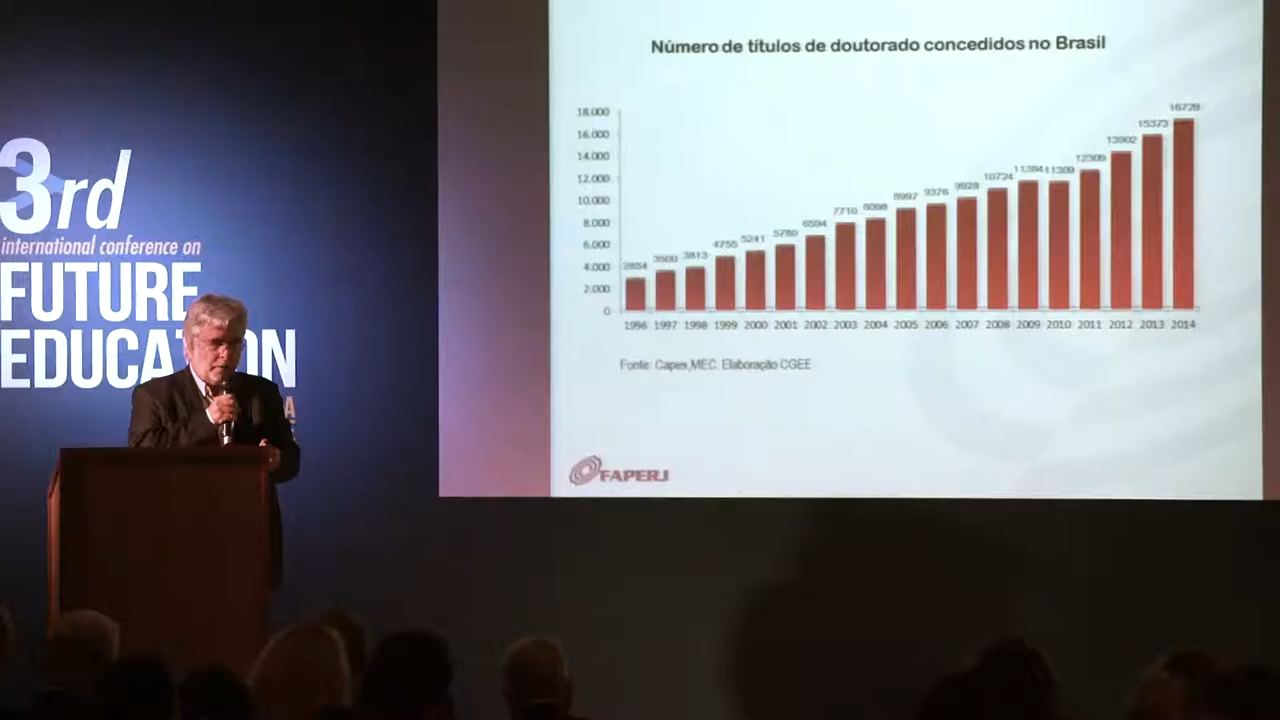 3rd
international conference on
FUTURE
EDUCATION
A
Número de títulos de doutorado concedidos no Brasil
18.000
16.000
14.000
12.000
10.000
8.000
6.000
4.000
2.000
0
2854 3500 3813 4755 5241 5780 6594 7710 8098 8997 9376 9928 10724 11384 11309 12309 13902 15373 16729
1996 1997 1998 1999 2000 2001 2002 2003 2004 2005 2006 2007 2008 2009 2010 2011 2012 2013 2014
Fonte: Capes,MEC. Elaboração CGEE
FAPERJ